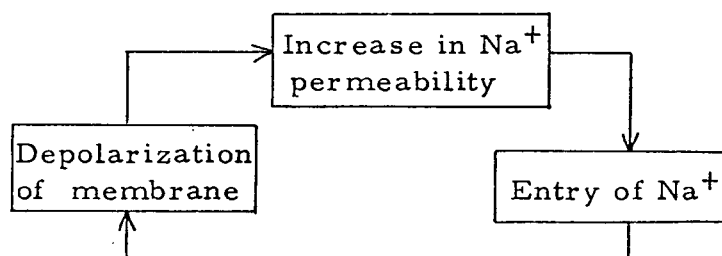 Increase in Na+
permeability
Depolarization
of membrane
Entry of Na+